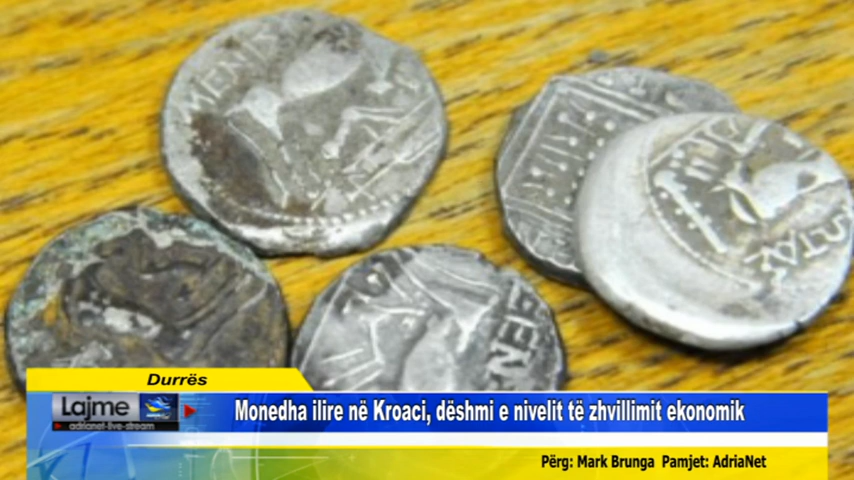 MENIS
Durrës
Lajme
adrianet-live-stream
Monedha ilire në Kroaci, dëshmi e nivelit të zhvillimit ekonomik
Përg: Mark Brunga Pamjet: AdriaNet